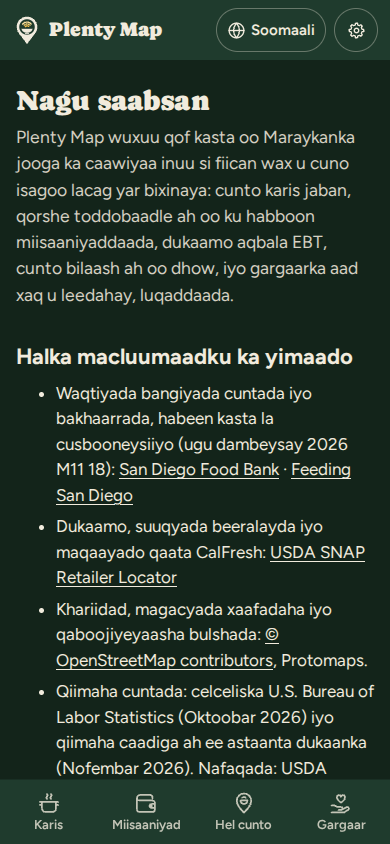 Plenty Map
Soomaali
Nagu saabsan
Plenty Map wuxuu qof kasta oo Maraykanka
jooga ka caawiyaa inuu si fiican wax u cuno
isagoo lacag yar bixinaya: cunto karis jaban,
qorshe toddobaadle ah oo ku habboon
miisaaniyaddaada, dukaamo aqbala EBT,
cunto bilaash ah oo dhow, iyo gargaarka aad
xaq u leedahay, luqaddaada.
Halka macluumaadku ka yimaado
• Waqtiyada bangiyada cuntada iyo
bakhaarrada, habeen kasta la
cusbooneysiiyo (ugu dambeysay 2026
M11 18): San Diego Food Bank · Feeding
San Diego
• Dukaamo, suuqyada beeralayda iyo
maqaayado qaata CalFresh: USDA SNAP
Retailer Locator
• Khariidad, magacyada xaafadaha iyo
qaboojiyeyaasha bulshada: ©
OpenStreetMap contributors, Protomaps.
• Qiimaha cuntada: celceliska U.S. Bureau of
Labor Statistics (Oktoobar 2026) iyo
qiimaha caadiga ah ee astaanta dukaanka
(Nofembar 2026). Nafaqada: USDA
Karis
Miisaaniyad
Hel cunto
Gargaar